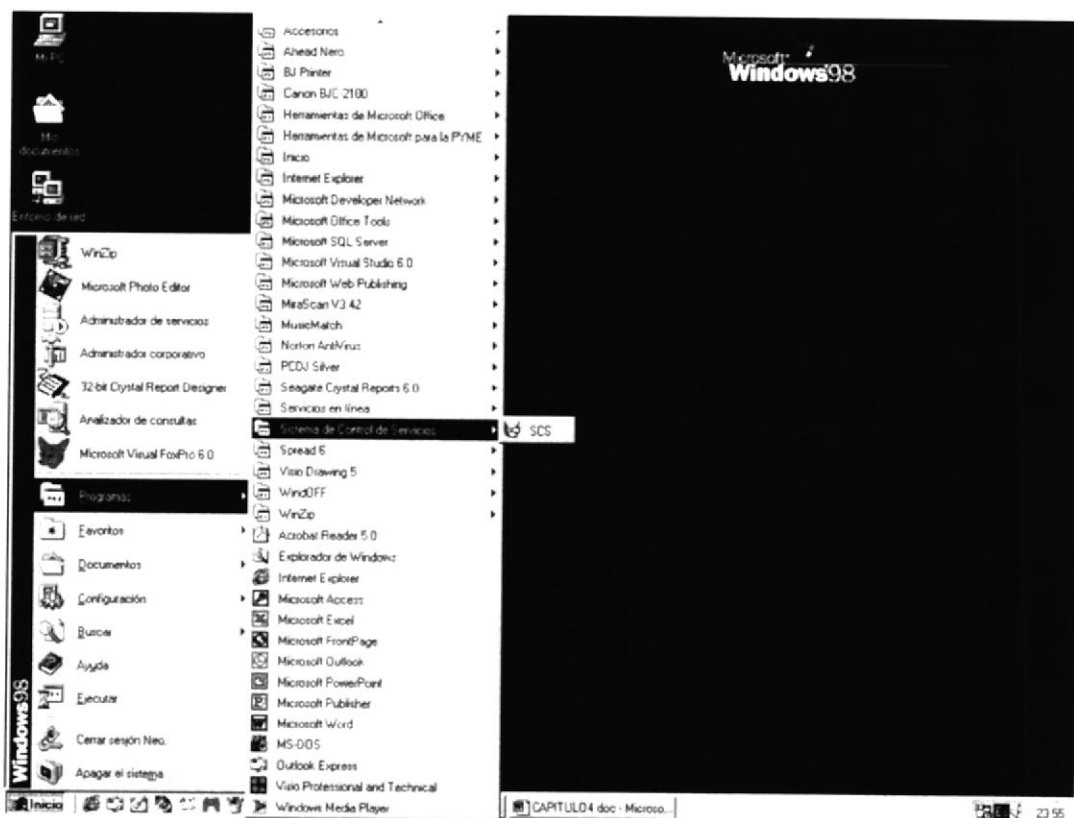 Mi PC
Mis
documentos
Entorno de red
Microsoft
Windows98
WinZip
Microsoft Photo Editor
Administrador de servicios
Administrador corporativo
32-bit Crystal Report Designer
Analizador de consultas
Microsoft Visual FoxPro 6.0
Programas
Favoritos
Documentos
Configuración
Buscar
Ayuda
Ejecutar
Cerrar sesión Neo.
Apagar el sistema
Windows98
Accesorios
Ahead Nero
BJ Printer
Canon BJC-2100
Herramientas de Microsoft Office
Herramientas de Microsoft para la PYME
Inicio
Internet Explorer
Microsoft Developer Network
Microsoft Office Tools
Microsoft SQL Server
Microsoft Visual Studio 6.0
Microsoft Web Publishing
MiraScan V3.42
MusicMatch
Norton AntiVirus
PCDJ Silver
Seagate Crystal Reports 6.0
Servicios en línea
Sistema de Control de Servicios
SCS
Spread 6
Visio Drawing 5
WindOFF
WinZip
Acrobat Reader 5.0
Explorador de Windows
Internet Explorer
Microsoft Access
Microsoft Excel
Microsoft FrontPage
Microsoft Outlook
Microsoft PowerPoint
Microsoft Publisher
Microsoft Word
MS-DOS
Outlook Express
Visio Professional and Technical
Windows Media Player
Inicio
CAPITULO4.doc - Microso...
23:55